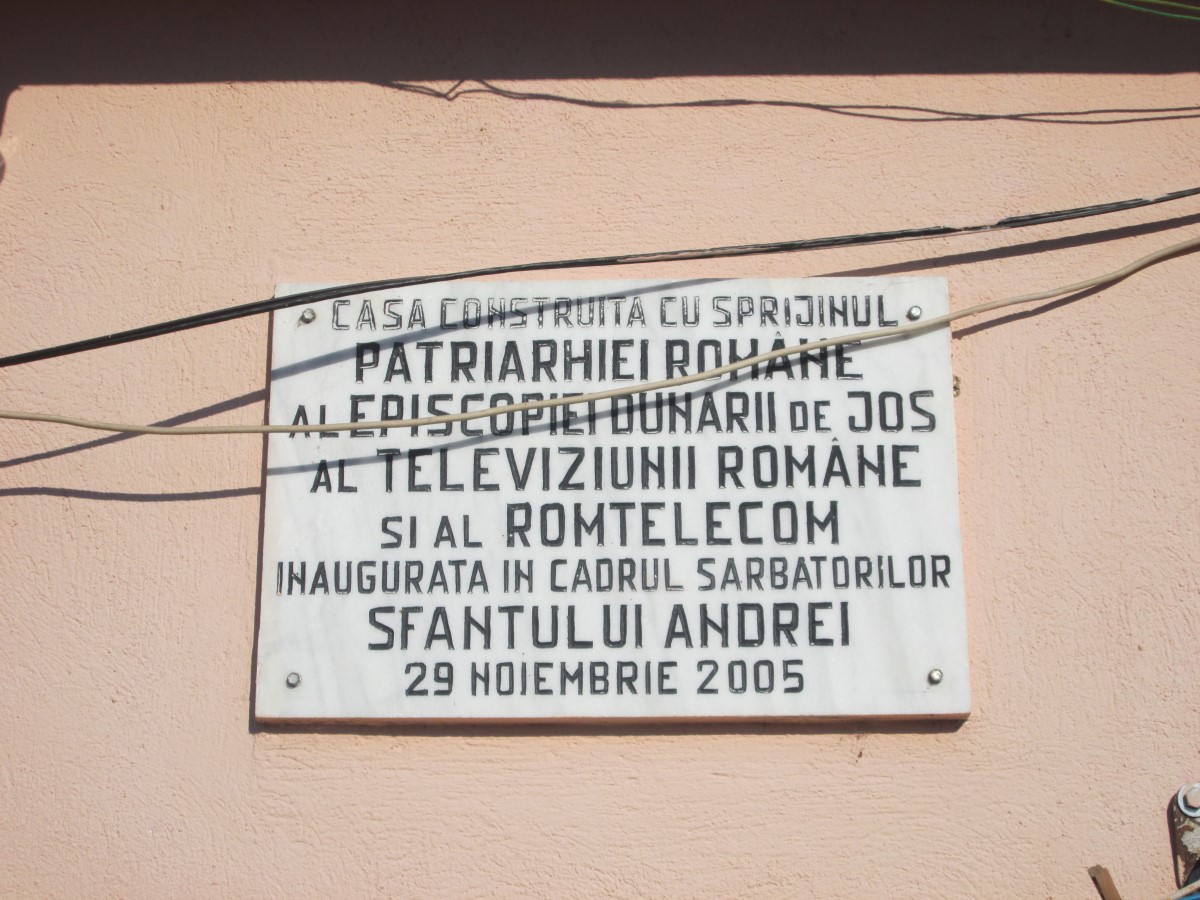 CASA CONSTRUITA CU SPRIJINUL
PATRIARHIEI ROMÂNE
AL EPISCOPIEI DUNARII DE JOS
AL TELEVIZIUNII ROMÂNE
SI AL ROMTELECOM
INAUGURATA IN CADRUL SARBATORILOR
SFANTULUI ANDREI
29 NOIEMBRIE 2005